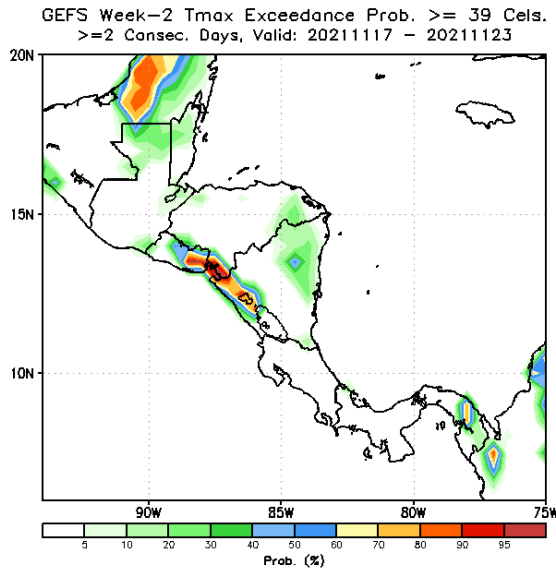 GEFS Week-2 Tmax Exceedance Prob. >= 39 Cels.
>=2 Consec. Days, Valid: 20211117 - 20211123
20N
15N
10N
90W 85W 80W 75W
5 10 20 30 40 50 60 70 80 90 95
Prob. (%)